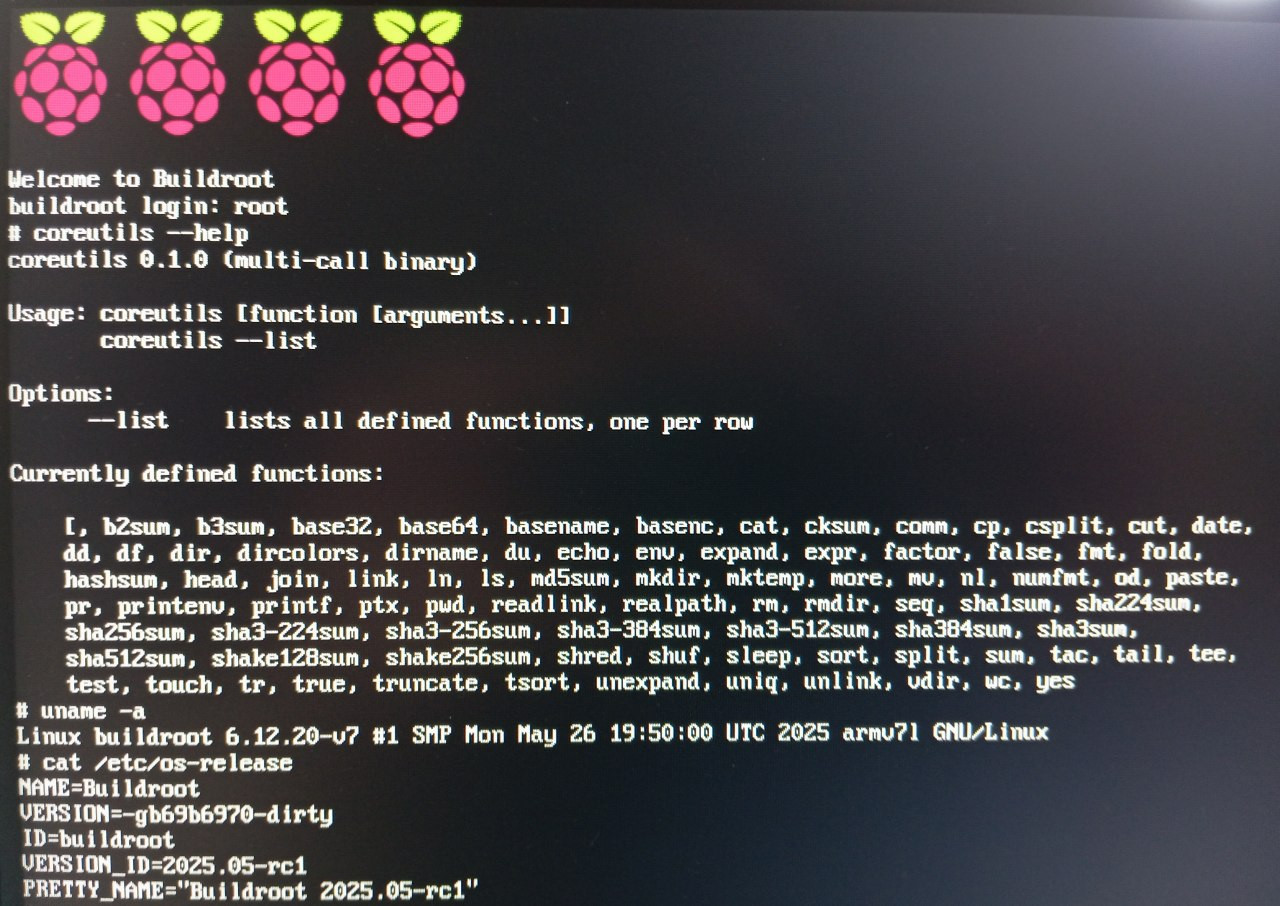 Welcome to Buildroot
buildroot login: root
# coreutils --help
coreutils 0.1.0 (multi-call binary)
Usage: coreutils [function [arguments...]]
coreutils --list
Options:
--list    lists all defined functions, one per row
Currently defined functions:
[, b2sum, b3sum, base32, base64, basename, basenc, cat, cksum, comm, cp, csplit, cut, date,
dd, df, dir, dircolors, dirname, du, echo, env, expand, expr, factor, false, fmt, fold,
hashsum, head, join, link, ln, ls, md5sum, mkdir, mktemp, more, mv, nl, numfmt, od, paste,
pr, printenv, printf, ptx, pwd, readlink, realpath, rm, rmdir, seq, sha1sum, sha224sum,
sha256sum, sha3-224sum, sha3-256sum, sha3-384sum, sha3-512sum, sha384sum, sha3sum,
sha512sum, shake128sum, shake256sum, shred, shuf, sleep, sort, split, sum, tac, tail, tee,
test, touch, tr, true, truncate, tsort, unexpand, uniq, unlink, vdir, wc, yes
# uname -a
Linux buildroot 6.12.20-v7 #1 SMP Mon May 26 19:50:00 UTC 2025 armv7l GNU/Linux
# cat /etc/os-release
NAME=Buildroot
VERSION=-gb69b6970-dirty
ID=buildroot
VERSION_ID=2025.05-rc1
PRETTY_NAME="Buildroot 2025.05-rc1"